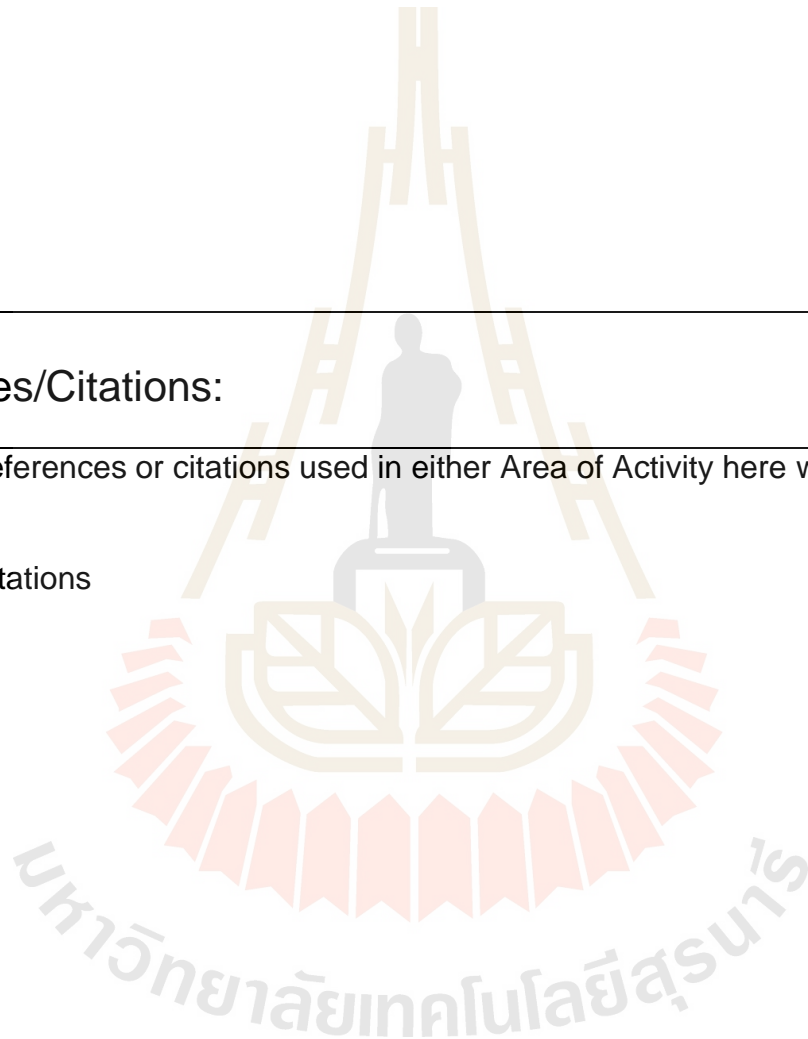 es/Citations:
eferences or citations used in either Area of Activity here w
tations
มหาวิทยาลัยเทคโนโลยีสุรนารี